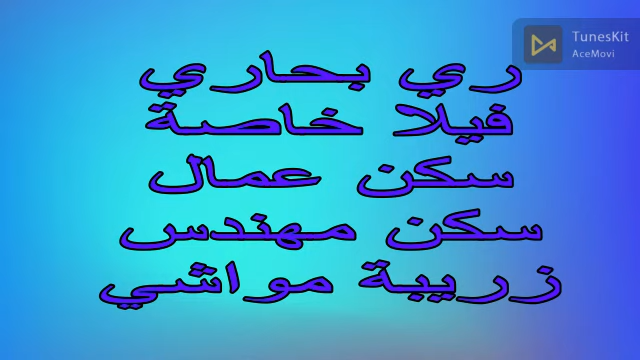 TunesKit
AceMovi
ري بحاري
فيلا خاصة
سكن عمال
سكن مهندس
زريبة مواشي